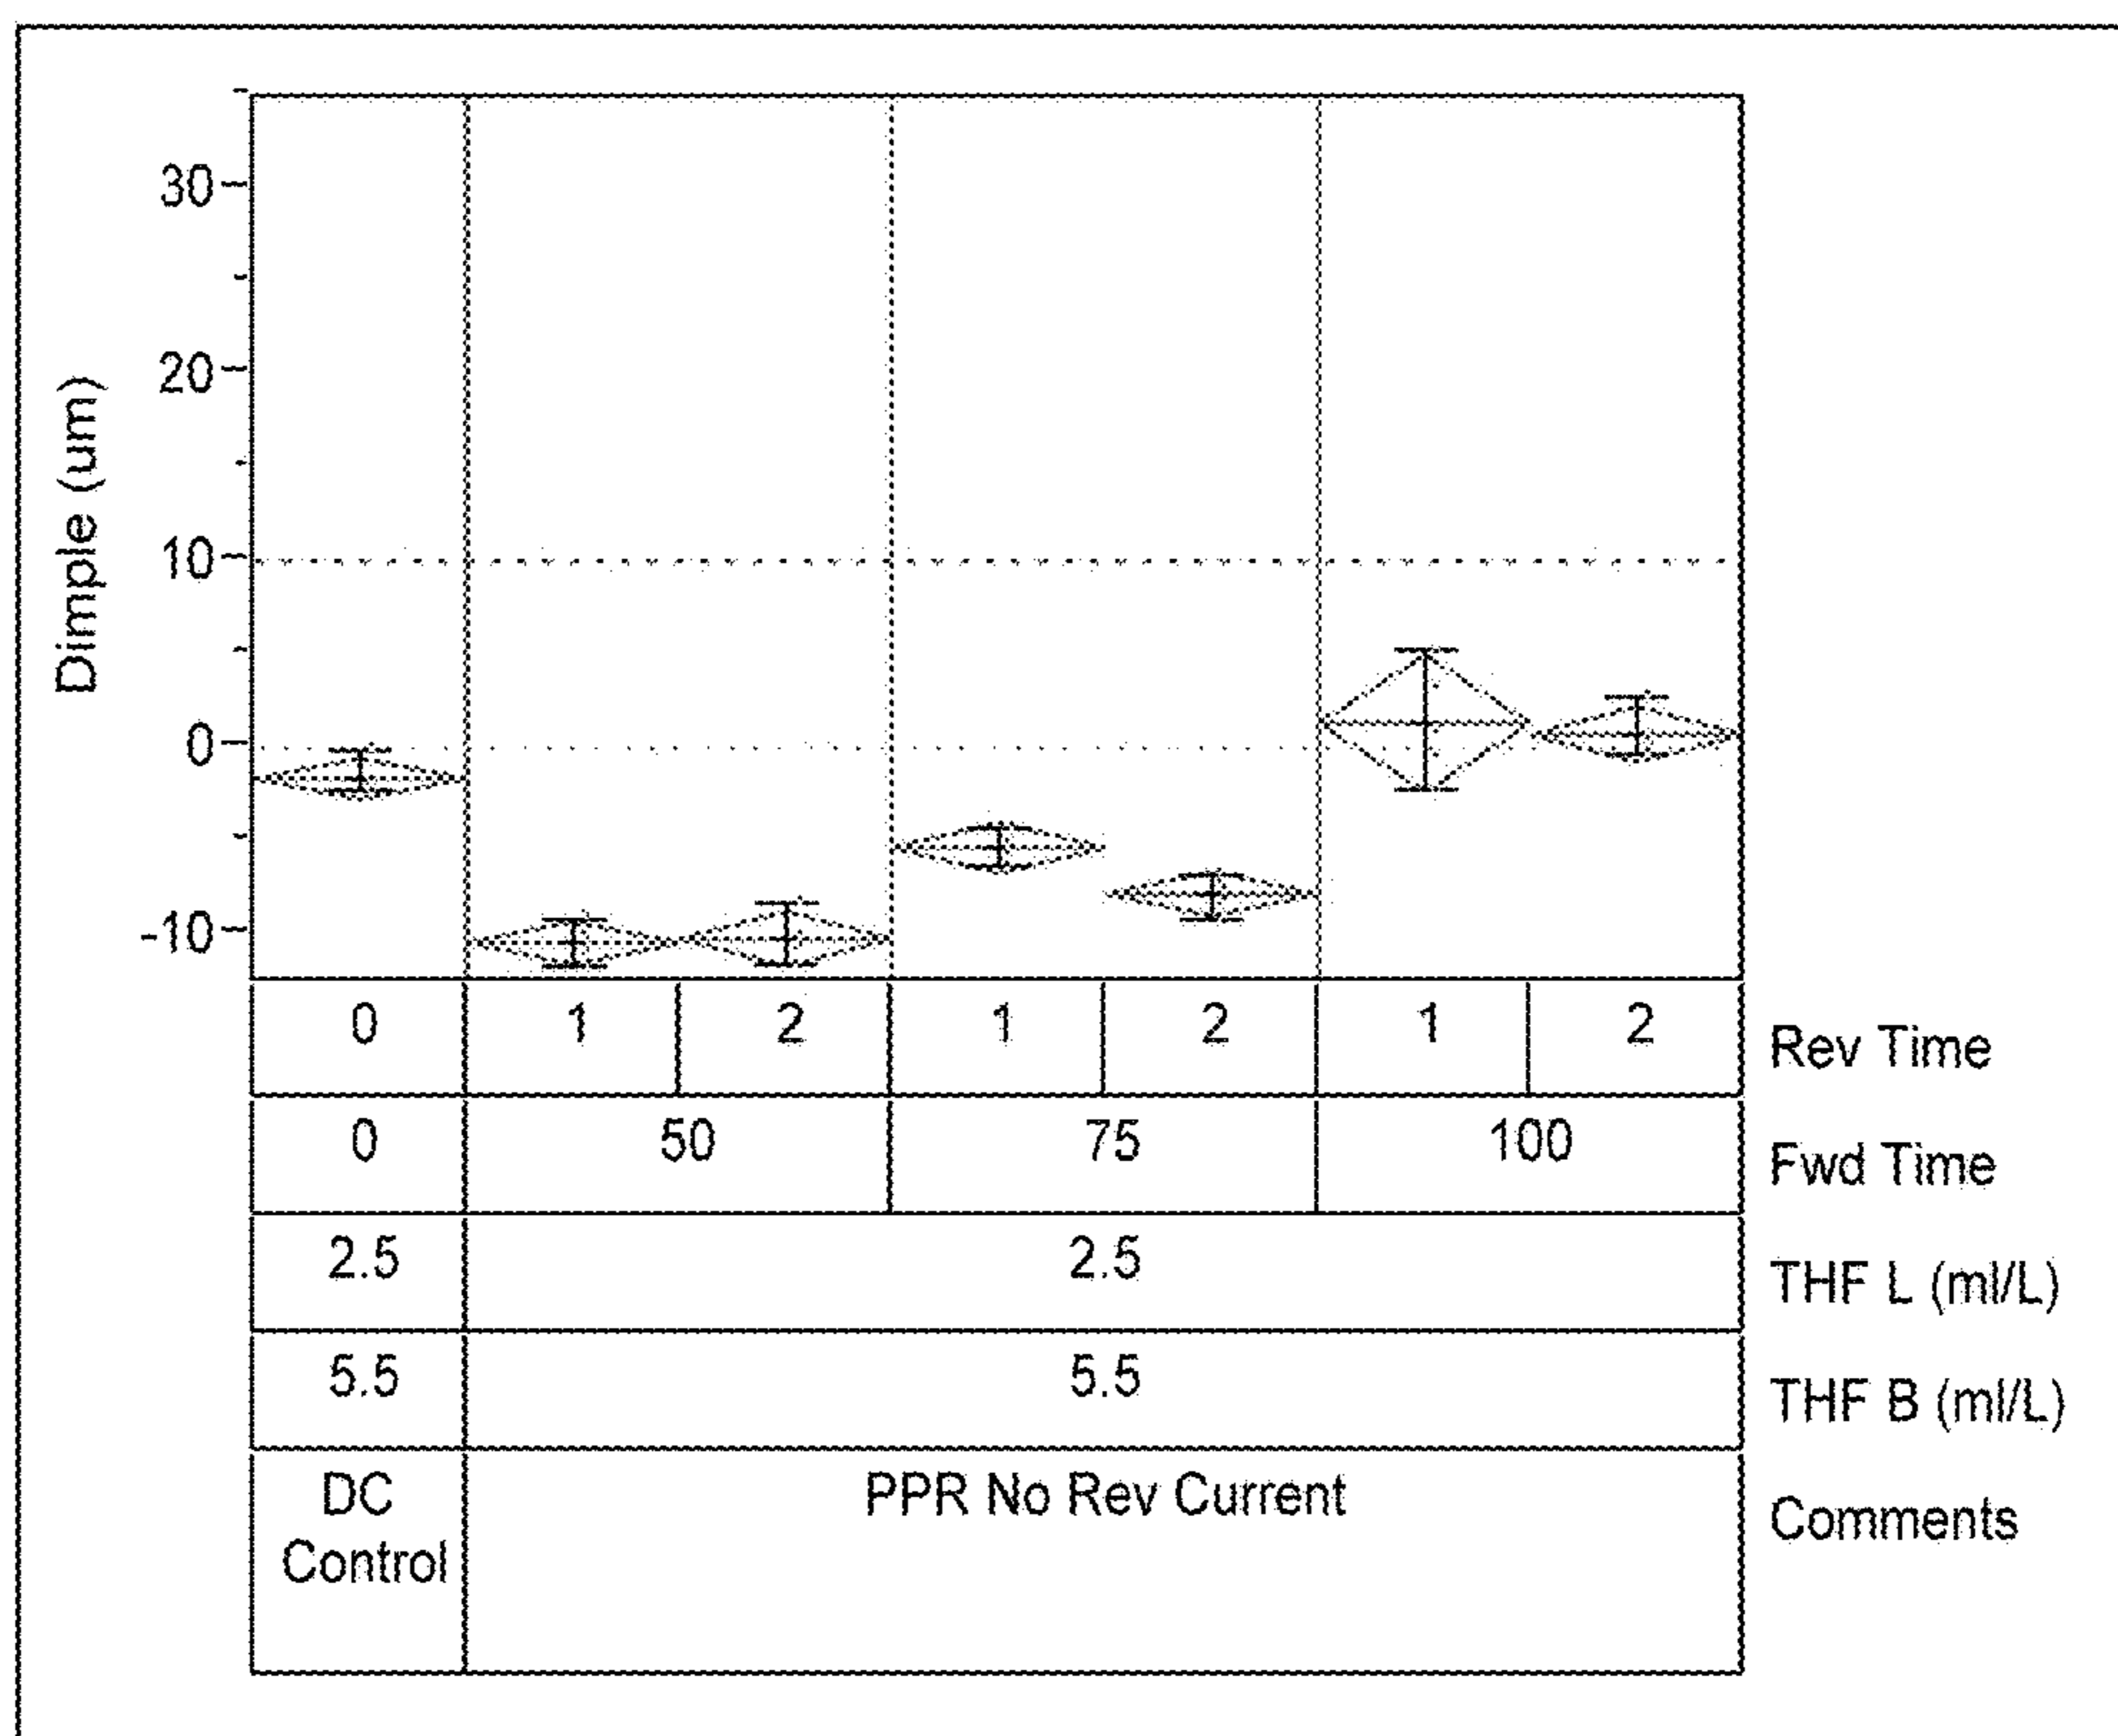 30
20
10
0
-10
Dimple (um)
0 1 2 1 2 1 2 Rev Time
0 50 75 100 Fwd Time
2.5 2.5 THF L (ml/L)
5.5 5.5 THF B (ml/L)
DC PPR No Rev Current Comments
Control